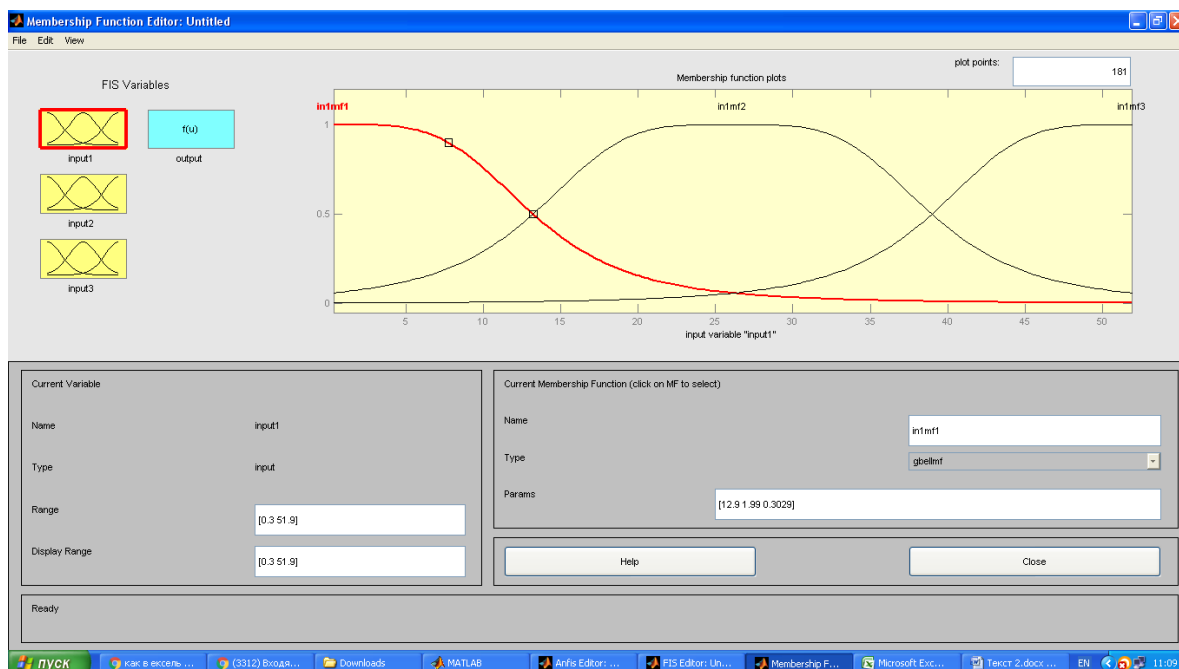 Membership Function Editor: Untitled
File Edit View
FIS Variables
input1
f(u)
output
input2
input3
plot points:
181
Membership function plots
in1mf1
in1mf2
in1mf3
1
0.5
0
5 10 15 20 25 30 35 40 45 50
input variable "input1"
Current Variable
Name input1
Type input
Range [0.3 51.9]
Display Range [0.3 51.9]
Current Membership Function (click on MF to select)
Name in1mf1
Type gbellmf
Params [12.9 1.99 0.3029]
Help
Close
Ready
пуск
как в ексель ...
(3312) Входя...
Downloads
MATLAB
Anfis Editor: ...
FIS Editor: Un...
Membership F...
Microsoft Exc...
Текст 2.docx ...
EN
11:09